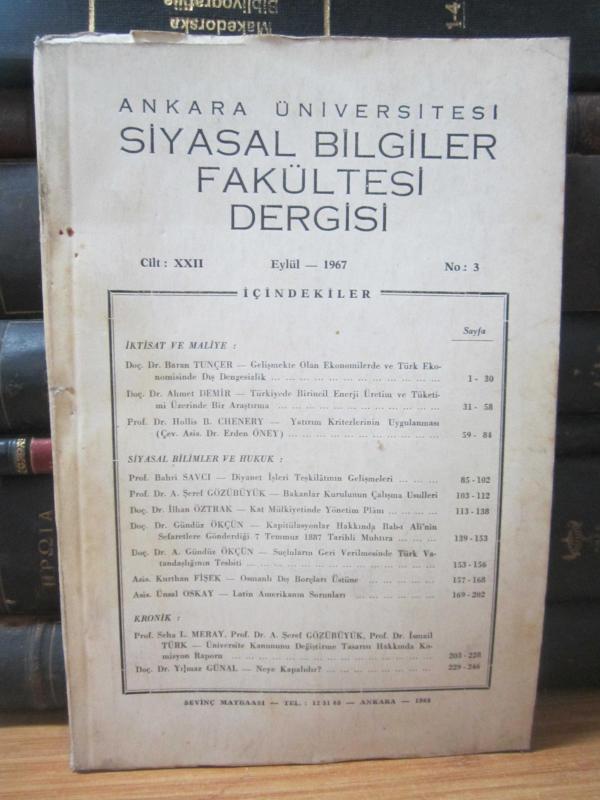 Makedorska
Bibliyografiie
1-4
ANKARA ÜNİVERSİTESİ
SİYASAL BİLGİLER
FAKÜLTESİ
DERGİSİ
Cilt : XXII Eylül — 1967 No : 3
İÇİNDEKİLER
Sayfa
İKTİSAT VE MALİYE :
Doç. Dr. Baran TUNÇER — Gelişmekte Olan Ekonomilerde ve Türk Eko-
nomisinde Dış Dengesizlik ... 1 - 30
Doç. Dr. Ahmet DEMİR — Türkiyede Birincil Enerji Üretim ve Tüketi-
mi Üzerinde Bir Araştırma ... 31 - 58
Prof. Dr. Hollis B. CHENERY — Yatırım Kriterlerinin Uygulanması
(Çev. Asis. Dr. Erden ÖNEY) ... 59 - 84
SİYASAL BİLİMLER VE HUKUK :
Prof. Bahri SAVCI — Diyanet İşleri Teşkilâtının Gelişmeleri ... 85 - 102
Prof. Dr. A. Şeref GÖZÜBÜYÜK — Bakanlar Kurulunun Çalışma Usulleri 103 - 112
Doç. Dr. İlhan ÖZTRAK — Kat Mülkiyetinde Yönetim Plânı ... 113 - 138
Doç. Dr. Gündüz ÖKÇÜN — Kapitülasyonlar Hakkında Bab-ı Ali'nin
Sefaretlere Gönderdiği 7 Temmuz 1887 Tarihli Muhtıra ... 139 - 153
Doç. Dr. A. Gündüz ÖKÇÜN — Suçluların Geri Verilmesinde Türk Va-
tandaşlığının Tesbiti ... 153 - 156
Asis. Kurthan FİŞEK — Osmanlı Dış Borçları Üstüne ... 157 - 168
Asis. Ünsal OSKAY — Latin Amerikanın Sorunları ... 169 - 202
KRONİK :
Prof. Seha L. MERAY, Prof. Dr. A. Şeref GÖZÜBÜYÜK, Prof. Dr. İsmail
TÜRK — Üniversite Kanununu Değiştirme Tasarısı Hakkında Ko-
misyon Raporu ... 203 - 228
Doç. Dr. Yılmaz GÜNAL — Neye Kapalıdır? ... 229 - 246
SEVİNÇ MATBAASI — TEL. : 12 31 65 — ANKARA — 1968
ΗΡΩΙΑ